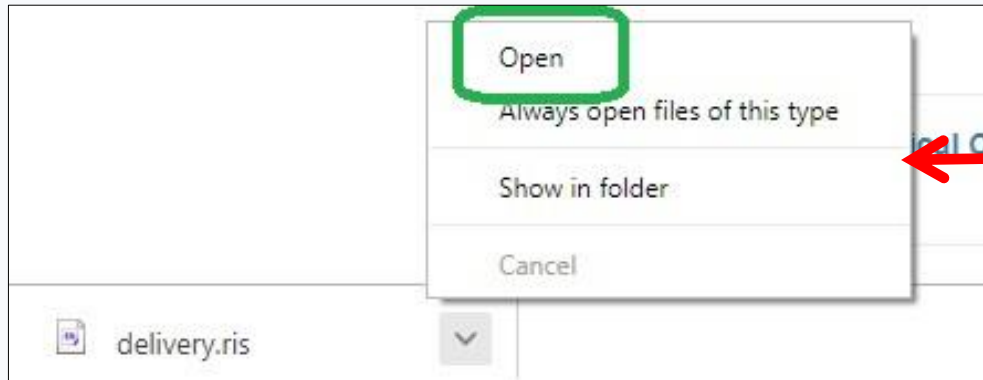 Open
Always open files of this type
Show in folder
Cancel
delivery.ris